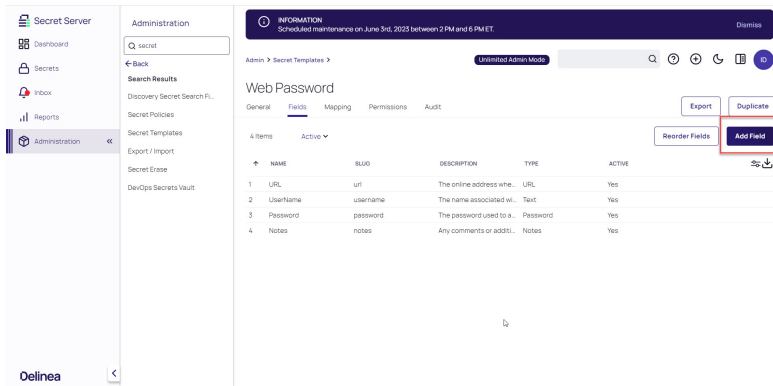 Secret Server
Dashboard
Secrets
Inbox
Reports
Administration
Delinea
Administration
secret
Back
Search Results
Discovery Secret Search Fi...
Secret Policies
Secret Templates
Export / Import
Secret Erase
DevOps Secrets Vault
INFORMATION
Scheduled maintenance on June 3rd, 2023 between 2 PM and 6 PM ET.
Dismiss
Admin > Secret Templates >
Unlimited Admin Mode
ID
Web Password
General Fields Mapping Permissions Audit
Export Duplicate
4 Items Active
Reorder Fields Add Field
NAME SLUG DESCRIPTION TYPE ACTIVE
1 URL url The online address whe... URL Yes
2 UserName username The name associated wi... Text Yes
3 Password password The password used to a... Password Yes
4 Notes notes Any comments or additi... Notes Yes